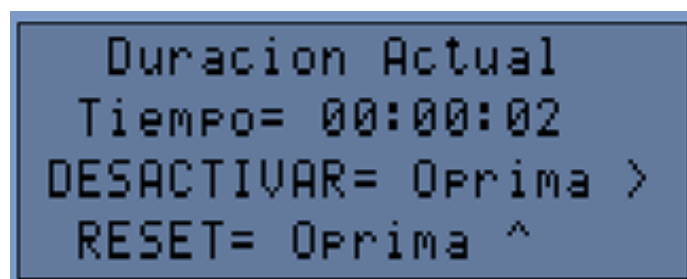 Duracion Actual
Tiempo= 00:00:02
DESACTIVAR= Oprima >
RESET= Oprima ^